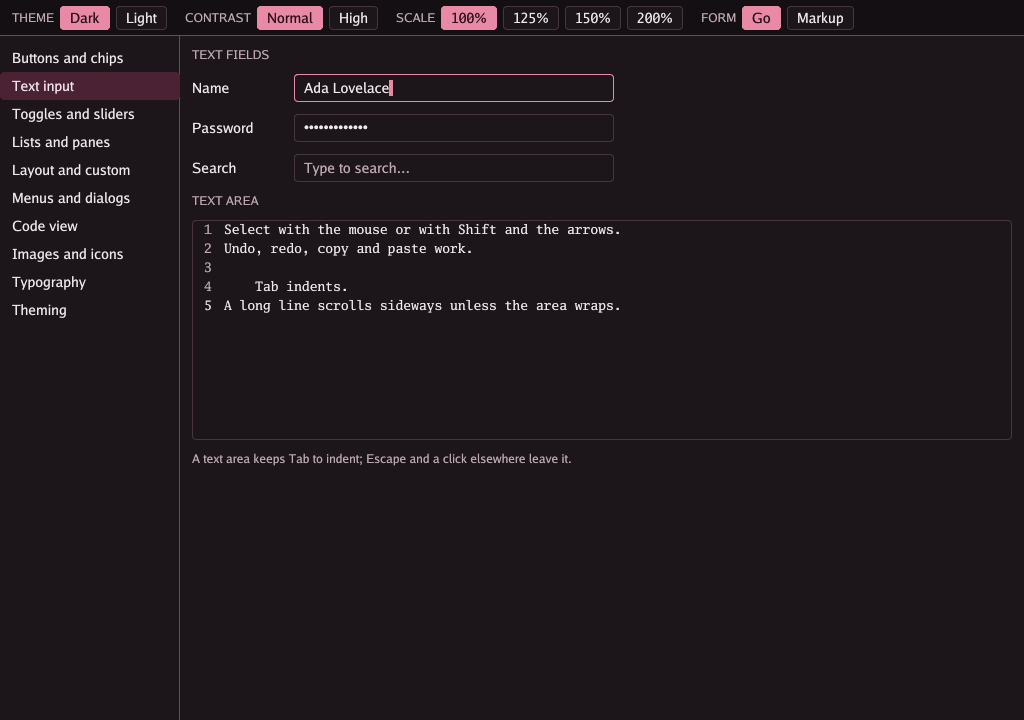 THEME Dark Light CONTRAST Normal High SCALE 100% 125% 150% 200% FORM Go Markup
Buttons and chips
Text input
Toggles and sliders
Lists and panes
Layout and custom
Menus and dialogs
Code view
Images and icons
Typography
Theming
TEXT FIELDS
Name Ada Lovelace
Password •••••••••••••
Search Type to search...
TEXT AREA
1 Select with the mouse or with Shift and the arrows.
2 Undo, redo, copy and paste work.
3
4     Tab indents.
5 A long line scrolls sideways unless the area wraps.
A text area keeps Tab to indent; Escape and a click elsewhere leave it.